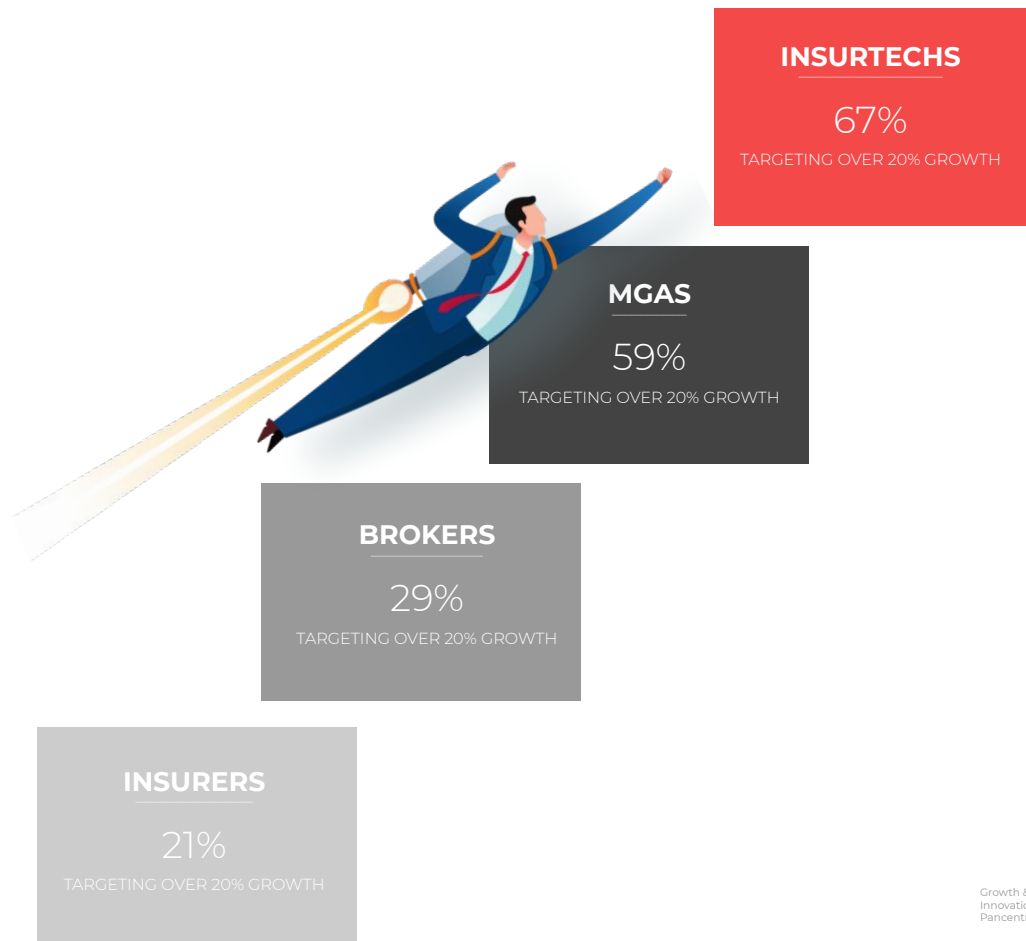 INSURTECHS
67%
TARGETING OVER 20% GROWTH
MGAS
59%
TARGETING OVER 20% GROWTH
BROKERS
29%
TARGETING OVER 20% GROWTH
INSURERS
21%
TARGETING OVER 20% GROWTH
Growth &